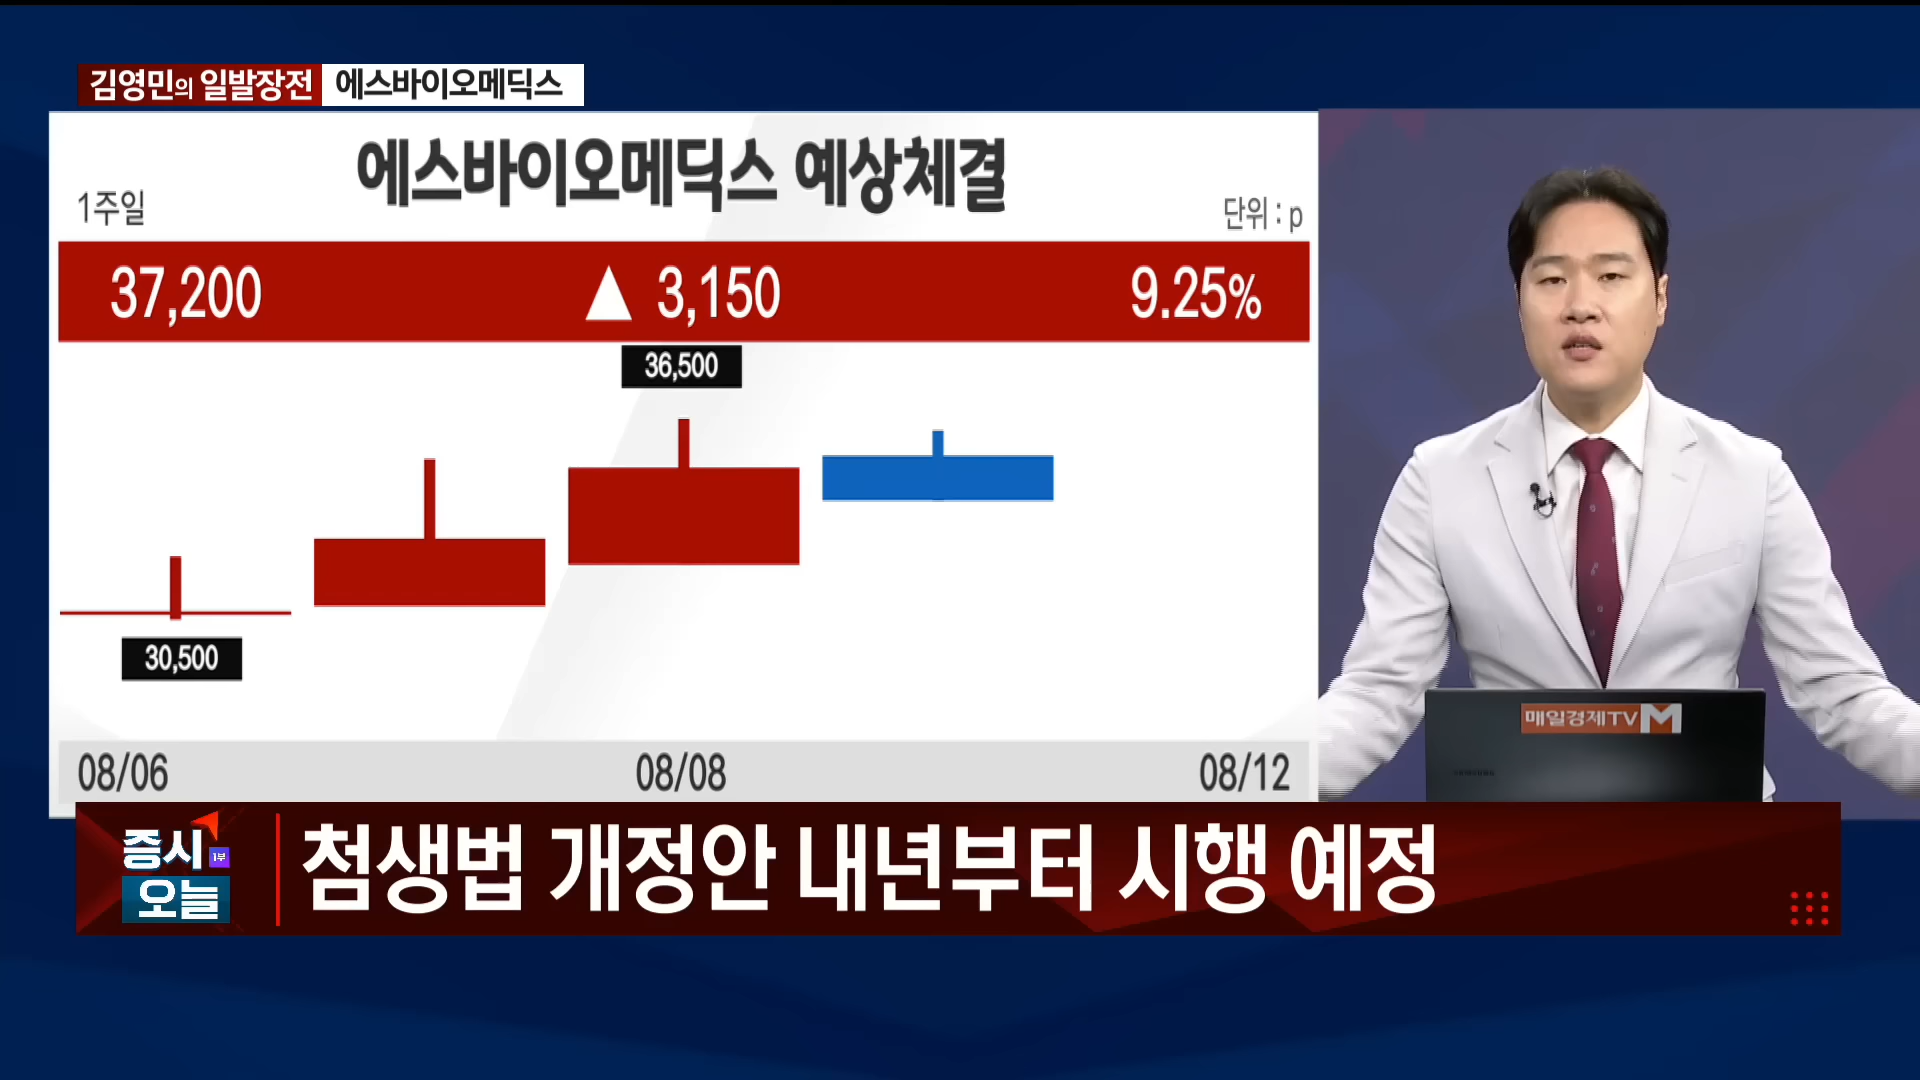 김영민의 일발장전 에스바이오메딕스
에스바이오메딕스 예상체결
1주일
단위 : p
37,200 ▲ 3,150 9.25%
36,500
30,500
08/06 08/08 08/12
매일경제TV M
SAMSUNG
증시 1부
오늘
첨생법 개정안 내년부터 시행 예정